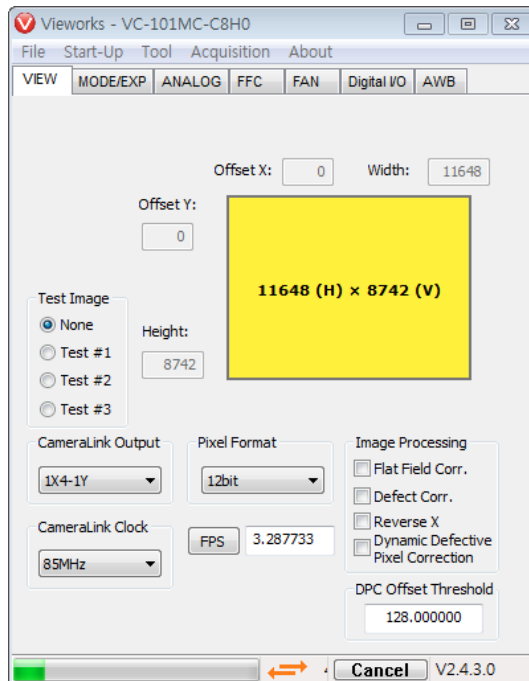 Vieworks - VC-101MC-C8H0
File Start-Up Tool Acquisition About
VIEW MODE/EXP ANALOG FFC FAN Digital I/O AWB
Offset X: 0 Width: 11648
Offset Y:
0
11648 (H) × 8742 (V)
Test Image
None
Test #1
Test #2
Test #3
Height:
8742
CameraLink Output
1X4-1Y
Pixel Format
12bit
Image Processing
Flat Field Corr.
Defect Corr.
Reverse X
Dynamic Defective
Pixel Correction
CameraLink Clock
85MHz
FPS 3.287733
DPC Offset Threshold
128.000000
Cancel V2.4.3.0